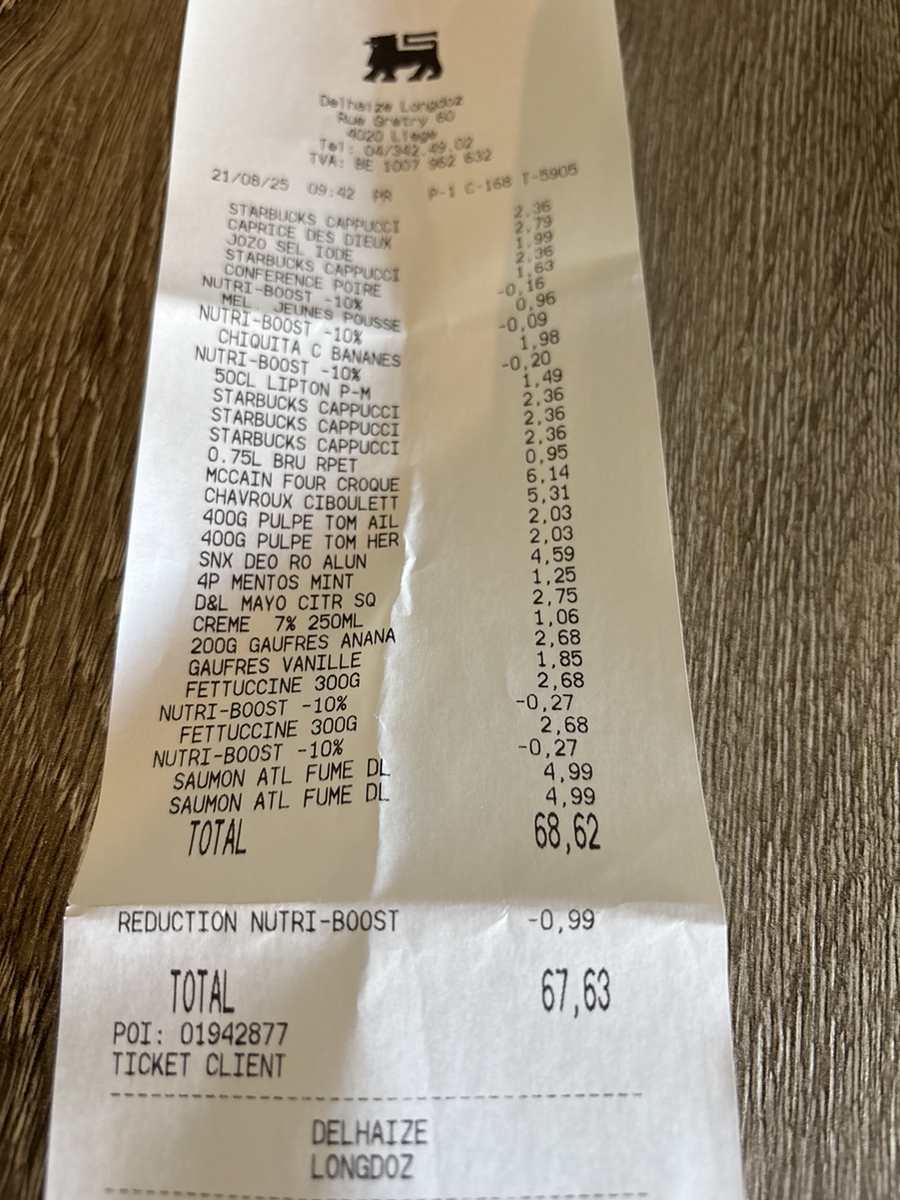 Delhaize Longdoz
Rue Gretry 60
4020 Liege
Tel: 04/342.49.02
TVA: BE 1007 952 632
21/08/25 09:42 PR P-1 C-168 T-5905
STARBUCKS CAPPUCCI 2.36
CAPRICE DES DIEUX 2.79
JOZO SEL IODE 1.99
STARBUCKS CAPPUCCI 2.36
CONFERENCE POIRE 1,63
NUTRI-BOOST -10% -0,16
MEL JEUNES POUSSE 0,96
NUTRI-BOOST -10% -0,09
CHIQUITA C BANANES 1,98
NUTRI-BOOST -10% -0,20
50CL LIPTON P-M 1,49
STARBUCKS CAPPUCCI 2,36
STARBUCKS CAPPUCCI 2,36
STARBUCKS CAPPUCCI 2,36
0.75L BRU RPET 0,95
MCCAIN FOUR CROQUE 6,14
CHAVROUX CIBOULETT 5,31
400G PULPE TOM AIL 2,03
400G PULPE TOM HER 2,03
SNX DEO RO ALUN 4,59
4P MENTOS MINT 1,25
D&L MAYO CITR SQ 2,75
CREME 7% 250ML 1,06
200G GAUFRES ANANA 2,68
GAUFRES VANILLE 1,85
FETTUCCINE 300G 2,68
NUTRI-BOOST -10% -0,27
FETTUCCINE 300G 2,68
NUTRI-BOOST -10% -0,27
SAUMON ATL FUME DL 4,99
SAUMON ATL FUME DL 4,99
TOTAL 68,62
REDUCTION NUTRI-BOOST -0,99
TOTAL 67,63
POI: 01942877
TICKET CLIENT
DELHAIZE
LONGDOZ